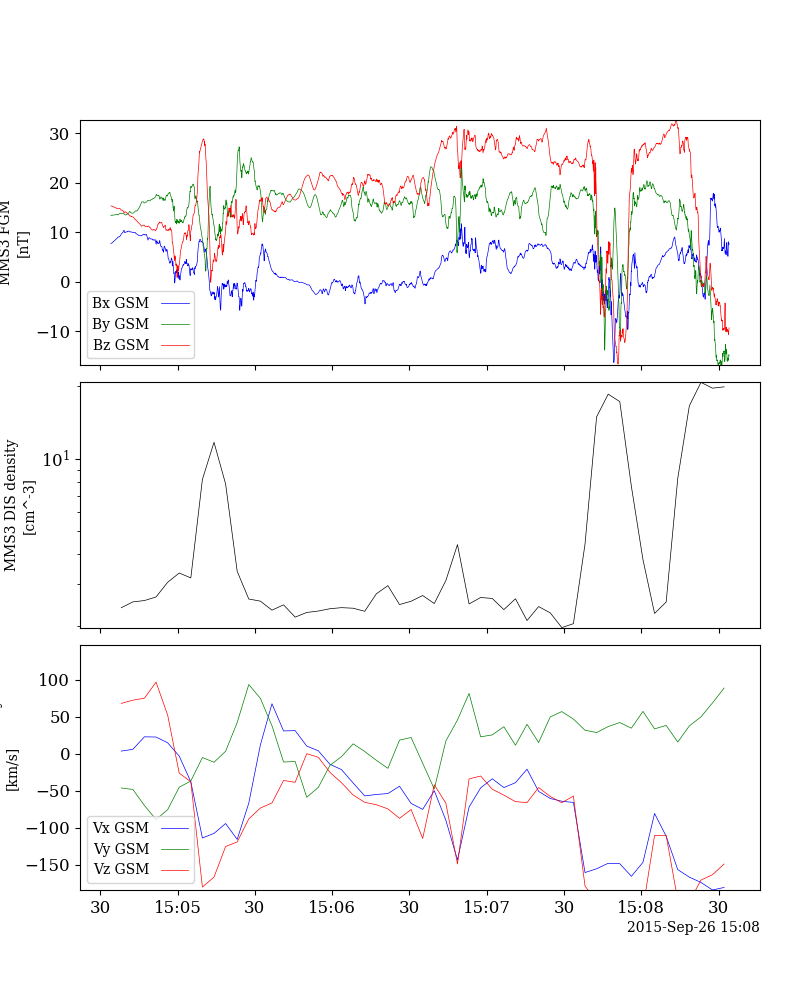 MMS3 FGM
[nT]
30
20
10
0
−10
Bx GSM
By GSM
Bz GSM
MMS3 DIS density
[cm^-3]
10^1
[km/s]
100
50
0
−50
−100
−150
Vx GSM
Vy GSM
Vz GSM
30 15:05 30 15:06 30 15:07 30 15:08 30
2015-Sep-26 15:08